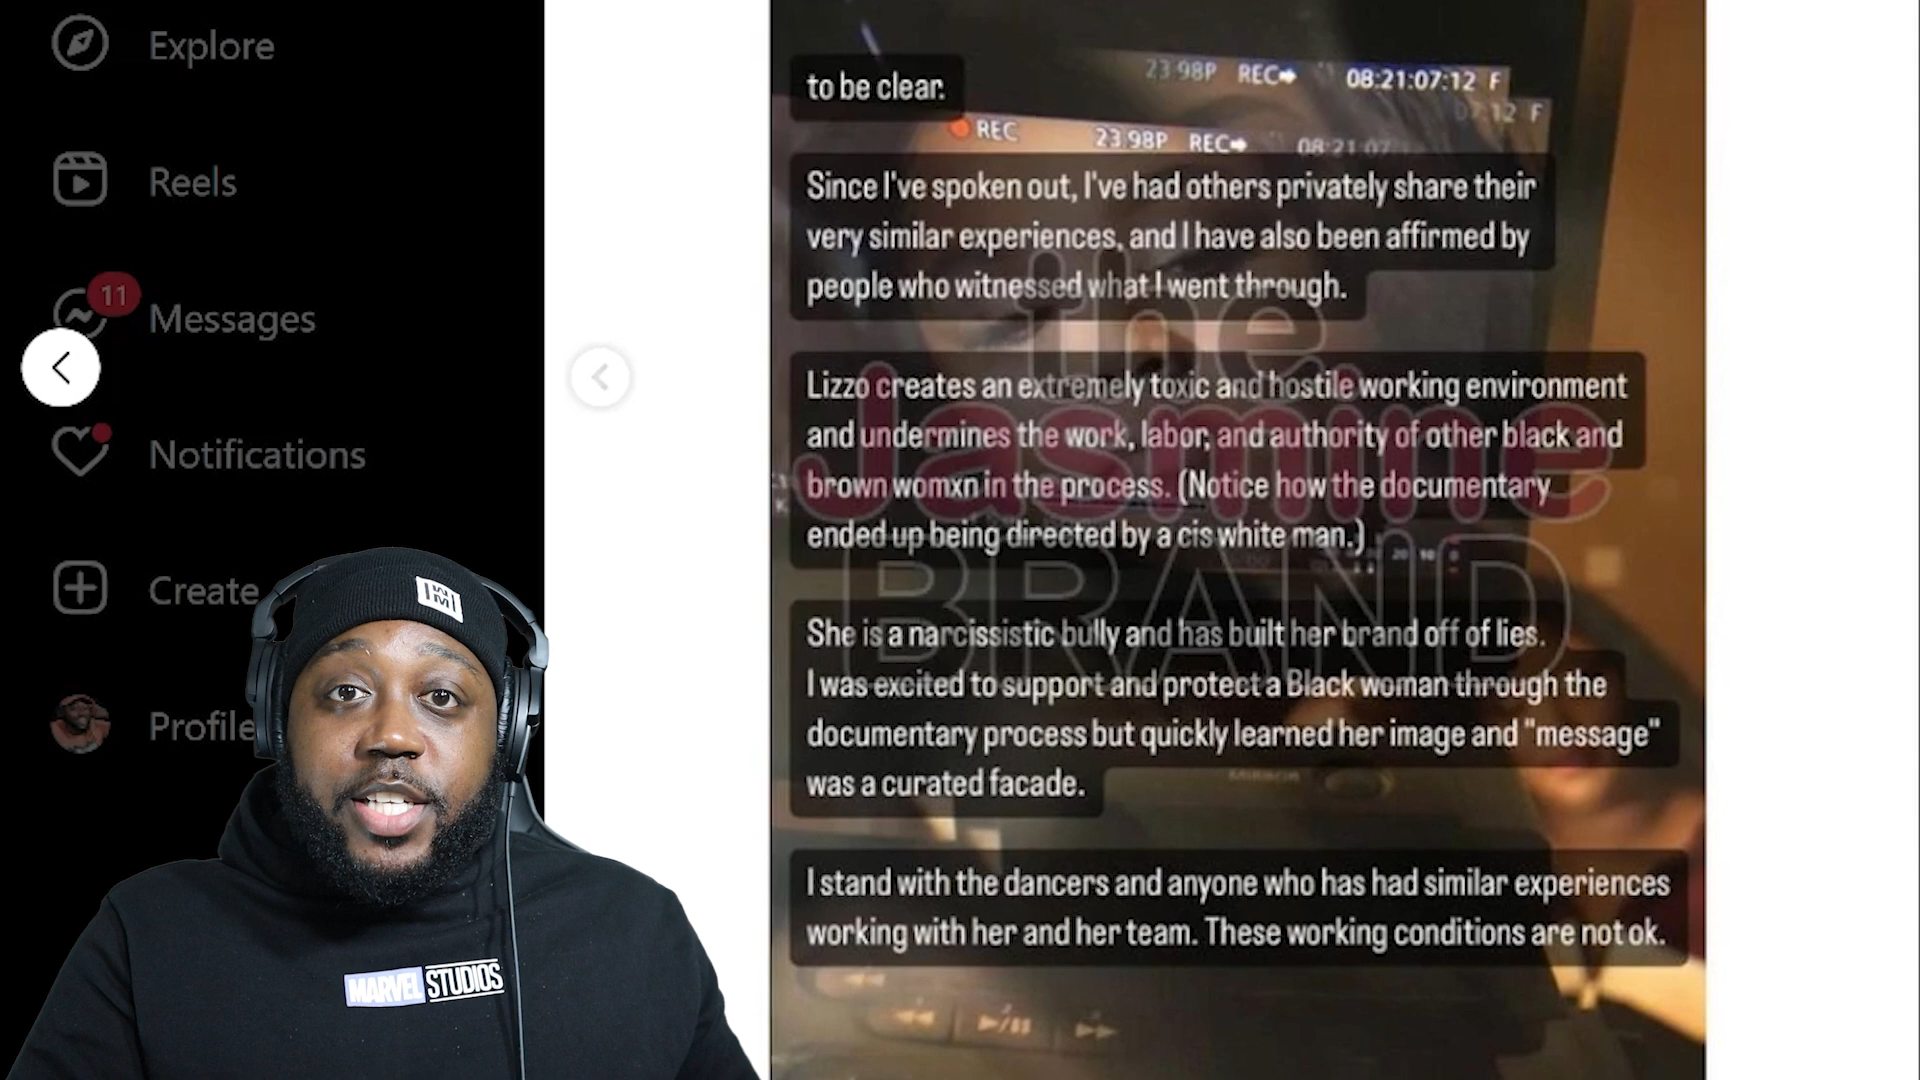 Explore
Reels
11
Messages
Notifications
Create
Profile
IWMI
MARVEL STUDIOS
23.98P REC 08:21:07:12 F
07:12 F
to be clear.
REC 23.98P REC 08:21:07
Since I've spoken out, I've had others privately share their
very similar experiences, and I have also been affirmed by
people who witnessed what I went through.
the
Jasmine
BRAND
Lizzo creates an extremely toxic and hostile working environment
and undermines the work, labor, and authority of other black and
brown womxn in the process. (Notice how the documentary
ended up being directed by a cis white man.)
She is a narcissistic bully and has built her brand off of lies.
I was excited to support and protect a Black woman through the
documentary process but quickly learned her image and "message"
was a curated facade.
MIRROR
I stand with the dancers and anyone who has had similar experiences
working with her and her team. These working conditions are not ok.